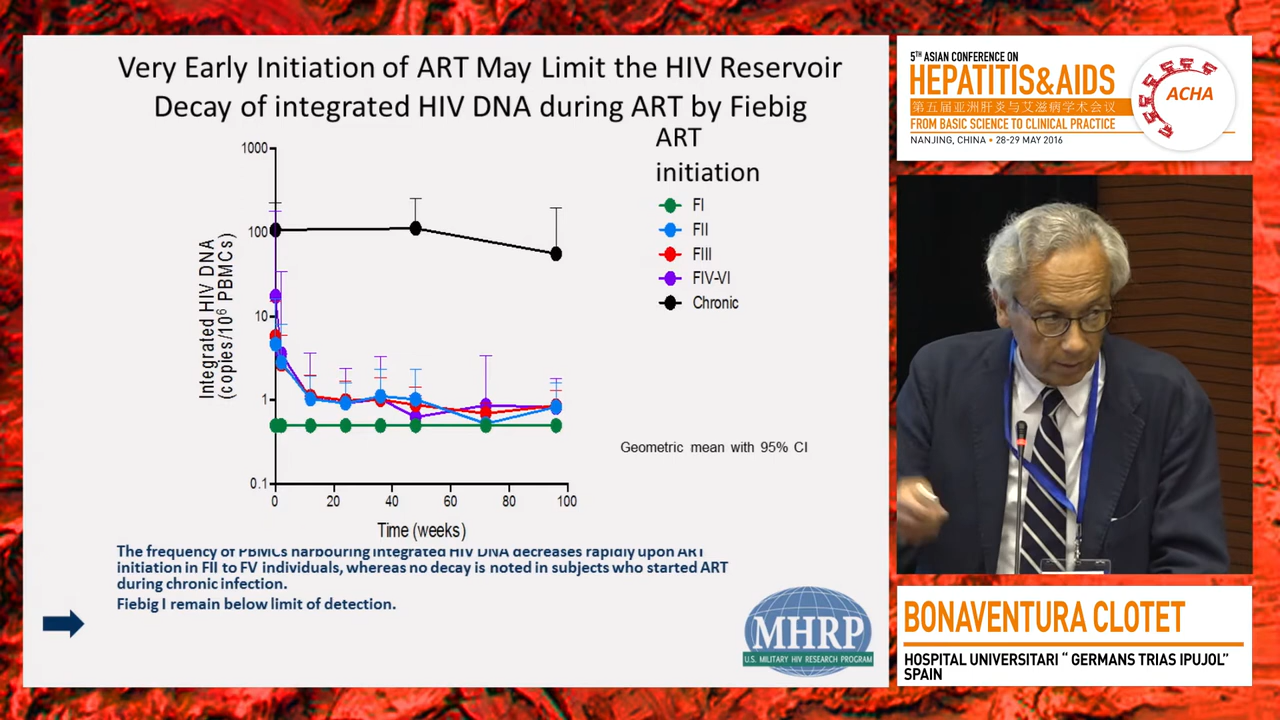 Very Early Initiation of ART May Limit the HIV Reservoir
Decay of integrated HIV DNA during ART by Fiebig
ART
initiation
FI
FII
FIII
FIV-VI
Chronic
Integrated HIV DNA
(copies/10⁶ PBMCs)
1000
100
10
1
0.1
0 20 40 60 80 100
Time (weeks)
Geometric mean with 95% CI
The frequency of PBMCs harbouring integrated HIV DNA decreases rapidly upon ART
initiation in FII to FV individuals, whereas no decay is noted in subjects who started ART
during chronic infection.
Fiebig I remain below limit of detection.
MHRP
U.S. MILITARY HIV RESEARCH PROGRAM
5TH ASIAN CONFERENCE ON
HEPATITIS&AIDS
第五届亚洲肝炎与艾滋病学术会议
FROM BASIC SCIENCE TO CLINICAL PRACTICE
NANJING, CHINA • 28-29 MAY 2016
ACHA
BONAVENTURA CLOTET
HOSPITAL UNIVERSITARI “ GERMANS TRIAS IPUJOL”
SPAIN